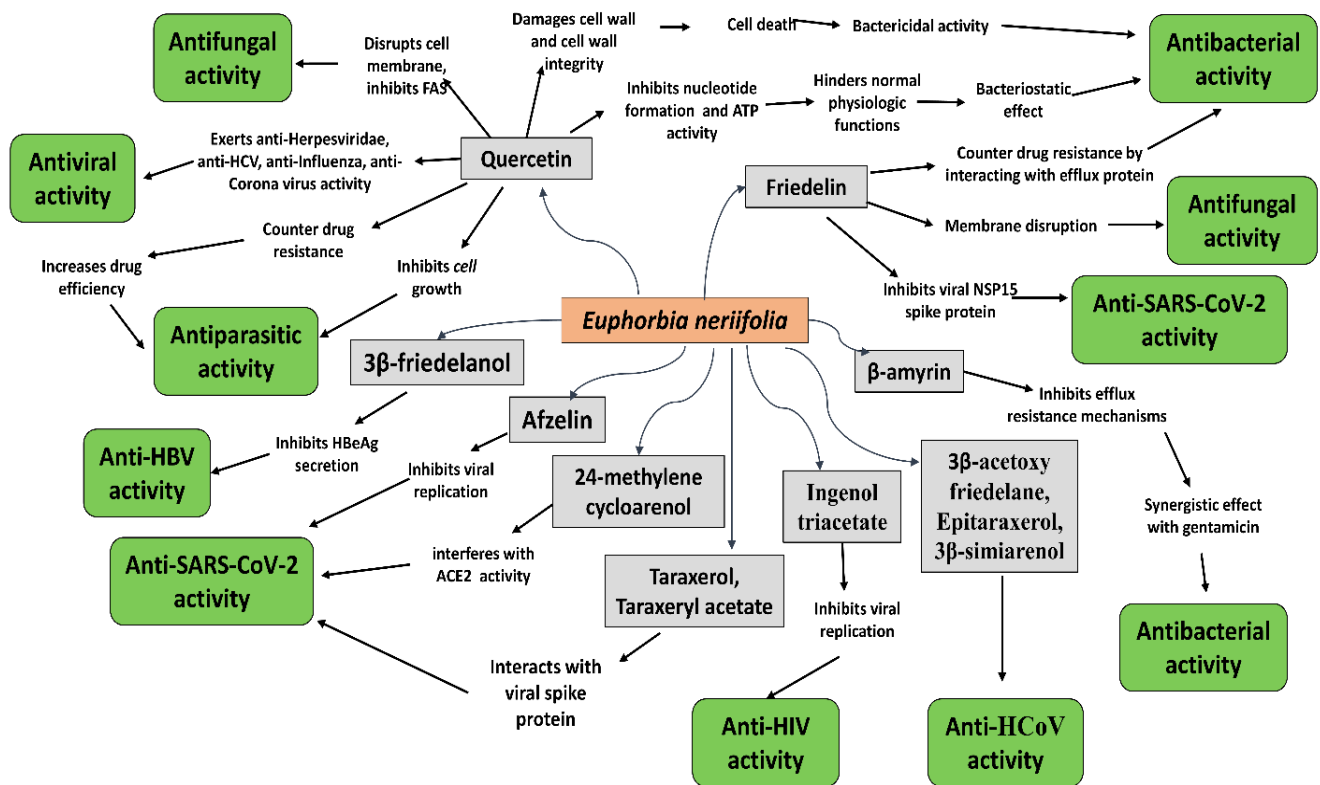 Antifungal
activity
Disrupts cell
membrane,
inhibits FAS
Damages cell wall
and cell wall
integrity
Cell death
Bactericidal activity
Antibacterial
activity
Inhibits nucleotide
formation and ATP
activity
Hinders normal
physiologic
functions
Bacteriostatic
effect
Antiviral
activity
Exerts anti-Herpesviridae,
anti-HCV, anti-Influenza, anti-
Corona virus activity
Quercetin
Friedelin
Counter drug resistance by
interacting with efflux protein
Membrane disruption
Antifungal
activity
Counter drug
resistance
Increases drug
efficiency
Inhibits cell
growth
Inhibits viral NSP15
spike protein
Anti-SARS-CoV-2
activity
Antiparasitic
activity
Euphorbia neriifolia
3β-friedelanol
β-amyrin
Inhibits efflux
resistance mechanisms
Afzelin
Inhibits HBeAg
secretion
Anti-HBV
activity
Inhibits viral
replication
24-methylene
cycloarenol
Ingenol
triacetate
3β-acetoxy
friedelane,
Epitaraxerol,
3β-simiarenol
Synergistic effect
with gentamicin
Anti-SARS-CoV-2
activity
interferes with
ACE2 activity
Taraxerol,
Taraxeryl acetate
Inhibits viral
replication
Antibacterial
activity
Interacts with
viral spike
protein
Anti-HIV
activity
Anti-HCoV
activity